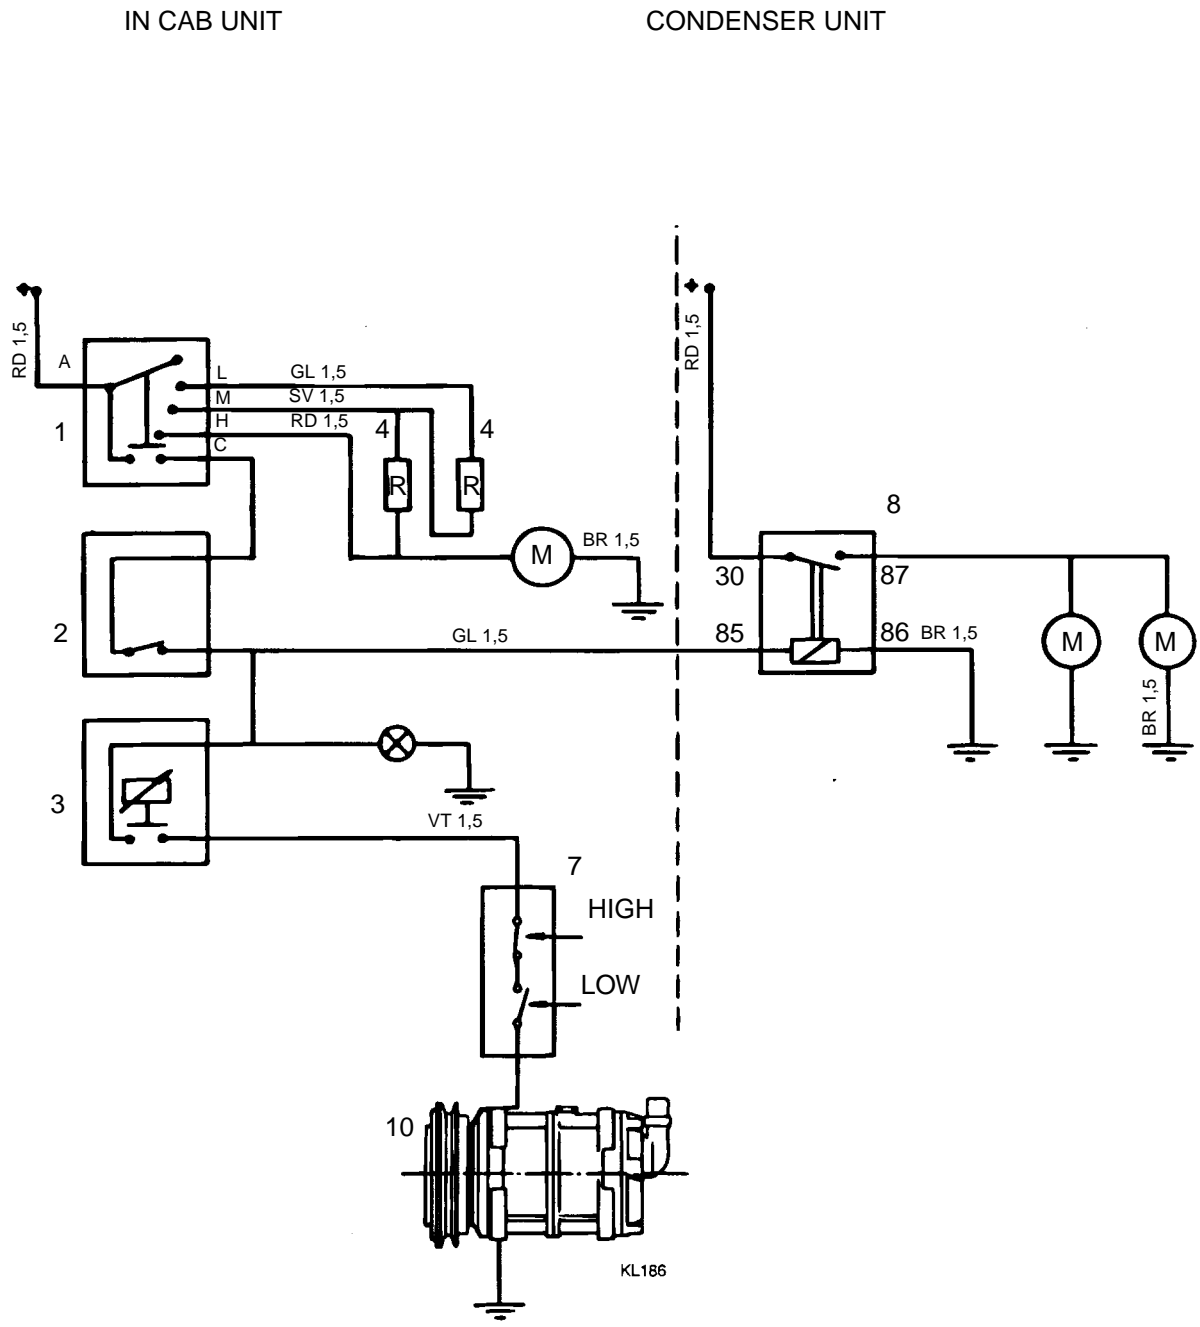 IN CAB UNIT
CONDENSER UNIT
RD 1,5
A
1
L
M
H
C
GL 1,5
SV 1,5
RD 1,5
4
4
R
R
M
BR 1,5
2
GL 1,5
3
VT 1,5
7
HIGH
LOW
10
KL186
RD 1,5
8
30
87
85
86
BR 1,5
M
M
BR 1,5